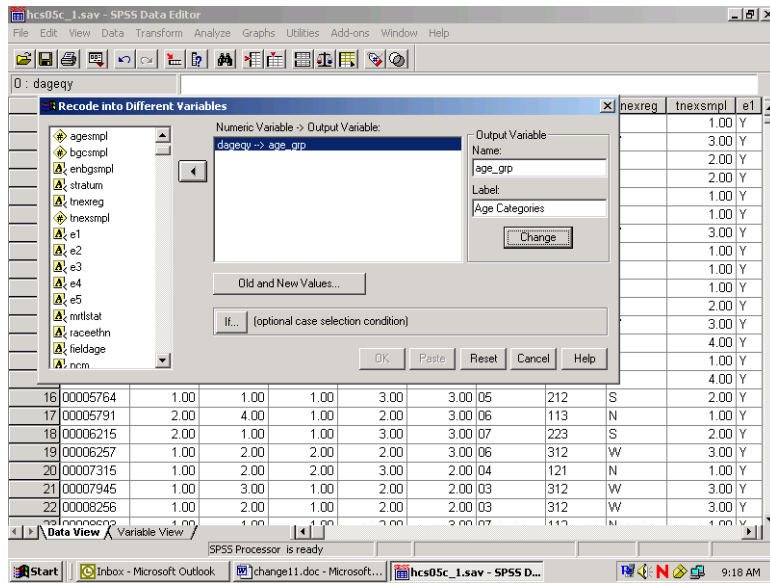 hcs05c_1.sav - SPSS Data Editor
File Edit View Data Transform Analyze Graphs Utilities Add-ons Window Help
0 : dageqy
nexreg tnexsmpl e1
Recode into Different Variables
agesmpl
bgcsmpl
enbgsmpl
stratum
tnexreg
tnexsmpl
e1
e2
e3
e4
e5
mrtlstat
raceethn
fieldage
pcm
Numeric Variable -> Output Variable:
dageqy --> age_grp
Output Variable
Name:
age_grp
Label:
Age Categories
Change
Old and New Values...
If... (optional case selection condition)
OK Paste Reset Cancel Help
1.00 Y
3.00 Y
2.00 Y
2.00 Y
1.00 Y
1.00 Y
3.00 Y
1.00 Y
1.00 Y
1.00 Y
2.00 Y
3.00 Y
4.00 Y
1.00 Y
4.00 Y
16 00005764 1.00 1.00 1.00 3.00 3.00 05 212 S 2.00 Y
17 00005791 2.00 4.00 1.00 2.00 3.00 06 113 N 1.00 Y
18 00006215 2.00 1.00 1.00 3.00 3.00 07 223 S 2.00 Y
19 00006257 1.00 2.00 2.00 3.00 3.00 06 312 W 3.00 Y
20 00007315 1.00 2.00 2.00 3.00 2.00 04 121 N 1.00 Y
21 00007945 1.00 3.00 1.00 2.00 2.00 03 312 W 3.00 Y
22 00008256 1.00 2.00 1.00 2.00 2.00 03 312 W 3.00 Y
Data View Variable View
SPSS Processor is ready
Start Inbox - Microsoft Outlook change11.doc - Microsoft... hcs05c_1.sav - SPSS D... 9:18 AM